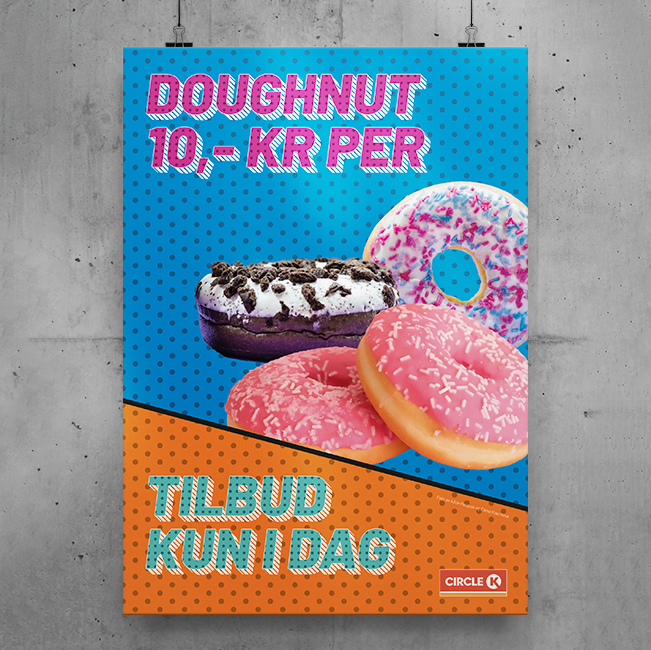 DOUGHNUT
10,- KR PER
TILBUD
KUN I DAG
CIRCLE K